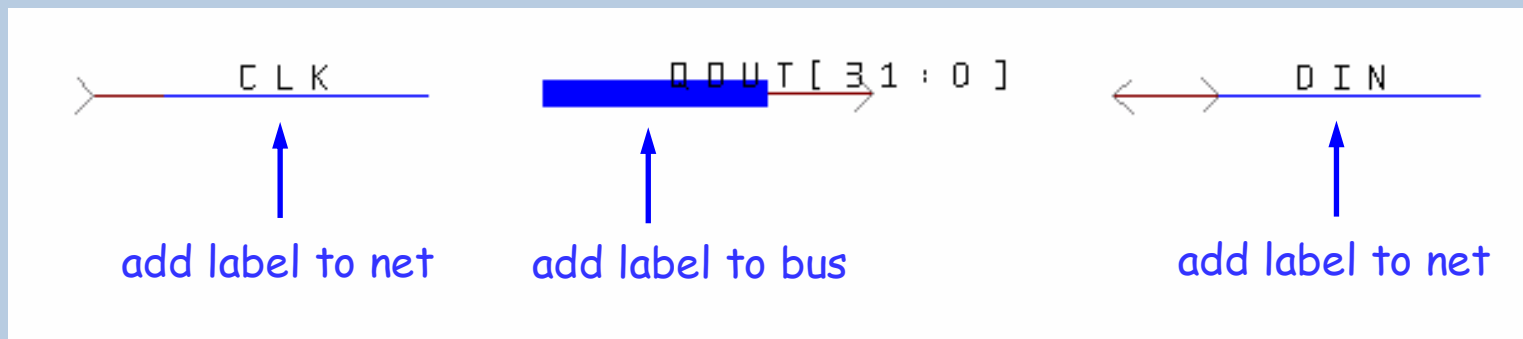 CLK
QOUT[31:0]
DIN
add label to net
add label to bus
add label to net